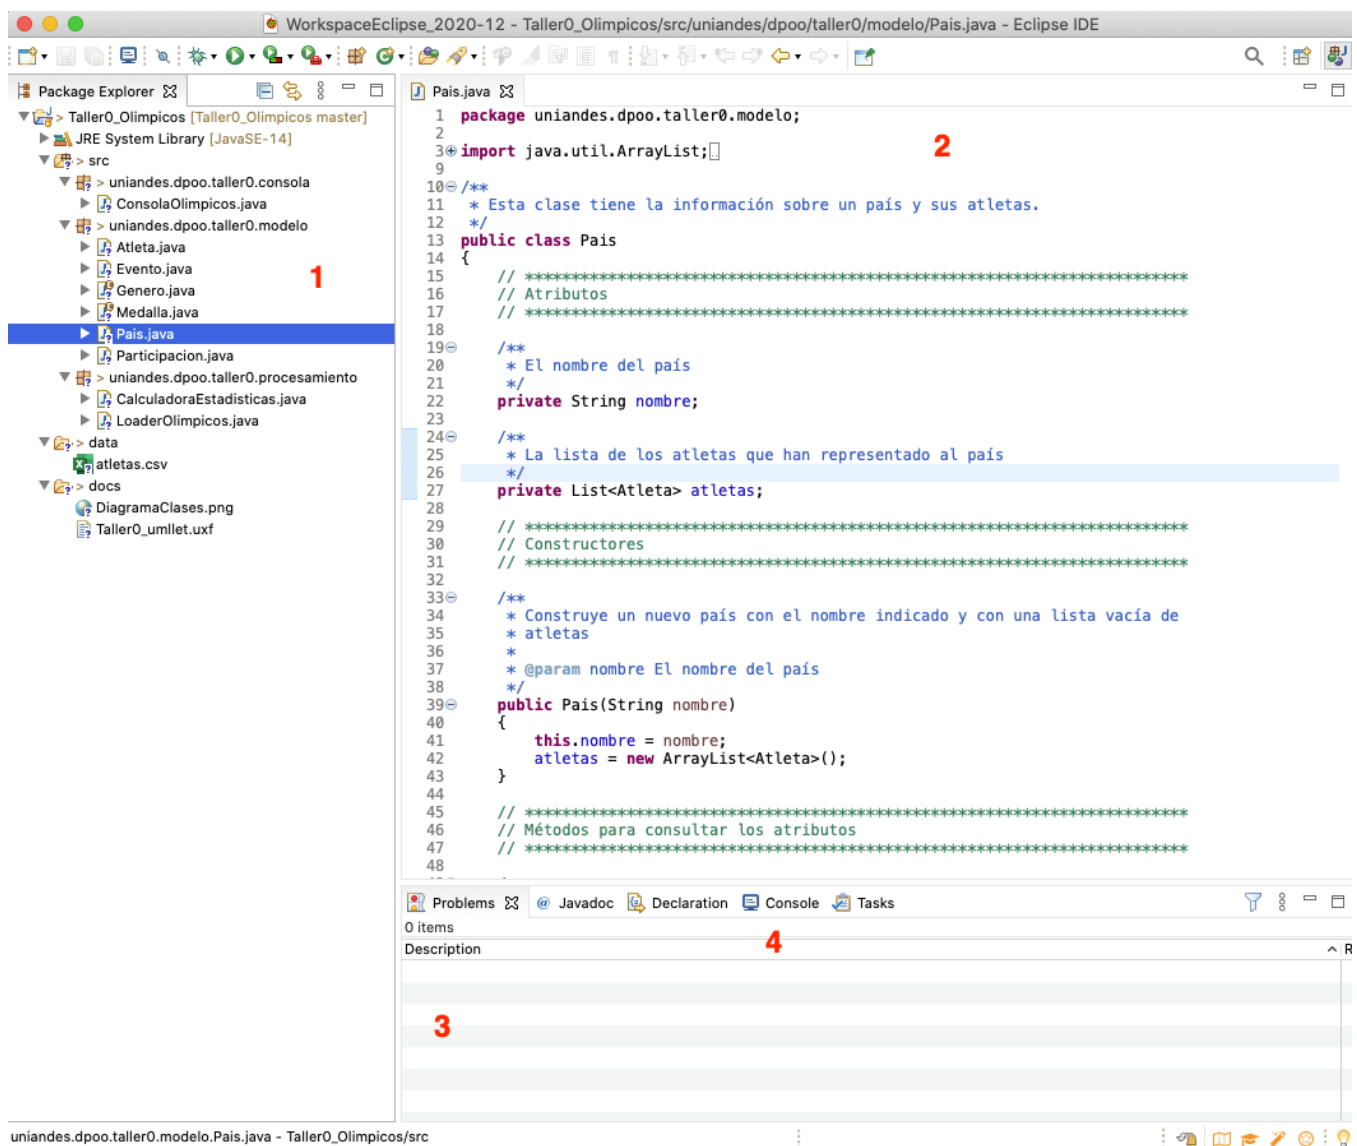 WorkspaceEclipse_2020-12 - Taller0_Olimpicos/src/uniandes/dpoo/taller0/modelo/Pais.java - Eclipse IDE
Package Explorer
> Taller0_Olimpicos [Taller0_Olimpicos master]
JRE System Library [JavaSE-14]
> src
> uniandes.dpoo.taller0.consola
ConsolaOlimpicos.java
> uniandes.dpoo.taller0.modelo
Atleta.java
Evento.java
Genero.java
Medalla.java
Pais.java
Participacion.java
> uniandes.dpoo.taller0.procesamiento
CalculadoraEstadisticas.java
LoaderOlimpicos.java
> data
atletas.csv
> docs
DiagramaClases.png
Taller0_umllet.uxf
1
Pais.java
1 package uniandes.dpoo.taller0.modelo;
2
3 import java.util.ArrayList;
9
10 /**
11 * Esta clase tiene la información sobre un país y sus atletas.
12 */
13 public class Pais
14 {
15 // ************************************************************************
16 // Atributos
17 // ************************************************************************
18
19 /**
20 * El nombre del país
21 */
22 private String nombre;
23
24 /**
25 * La lista de los atletas que han representado al país
26 */
27 private List<Atleta> atletas;
28
29 // ************************************************************************
30 // Constructores
31 // ************************************************************************
32
33 /**
34 * Construye un nuevo país con el nombre indicado y con una lista vacía de
35 * atletas
36 *
37 * @param nombre El nombre del país
38 */
39 public Pais(String nombre)
40 {
41 this.nombre = nombre;
42 atletas = new ArrayList<Atleta>();
43 }
44
45 // ************************************************************************
46 // Métodos para consultar los atributos
47 // ************************************************************************
48
2
Problems @ Javadoc Declaration Console Tasks
0 items
4
Description R
3
uniandes.dpoo.taller0.modelo.Pais.java - Taller0_Olimpicos/src